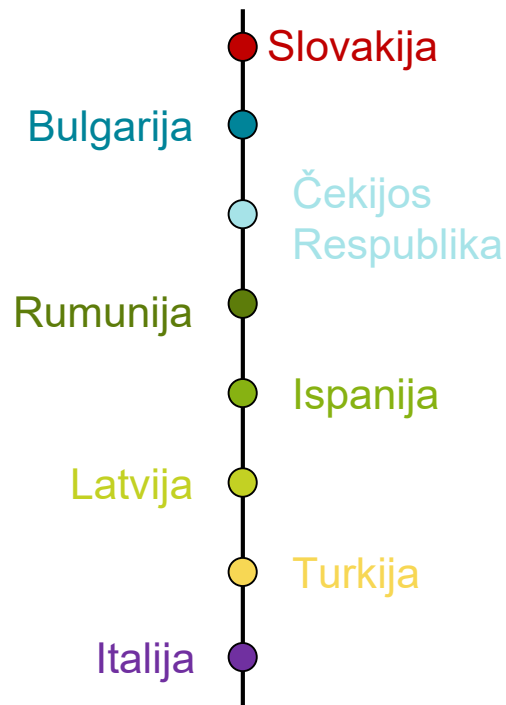 Slovakija
Bulgarija
Čekijos
Respublika
Rumunija
Ispanija
Latvija
Turkija
Italija